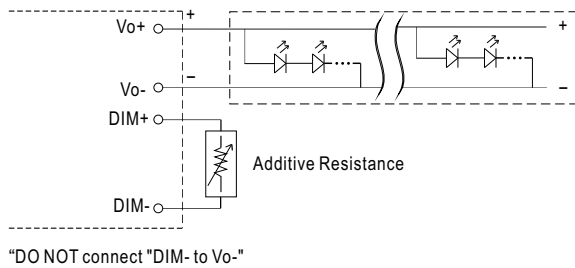 Vo+
+
+
Vo-
−
−
DIM+
Additive Resistance
DIM-
“DO NOT connect "DIM- to Vo-"